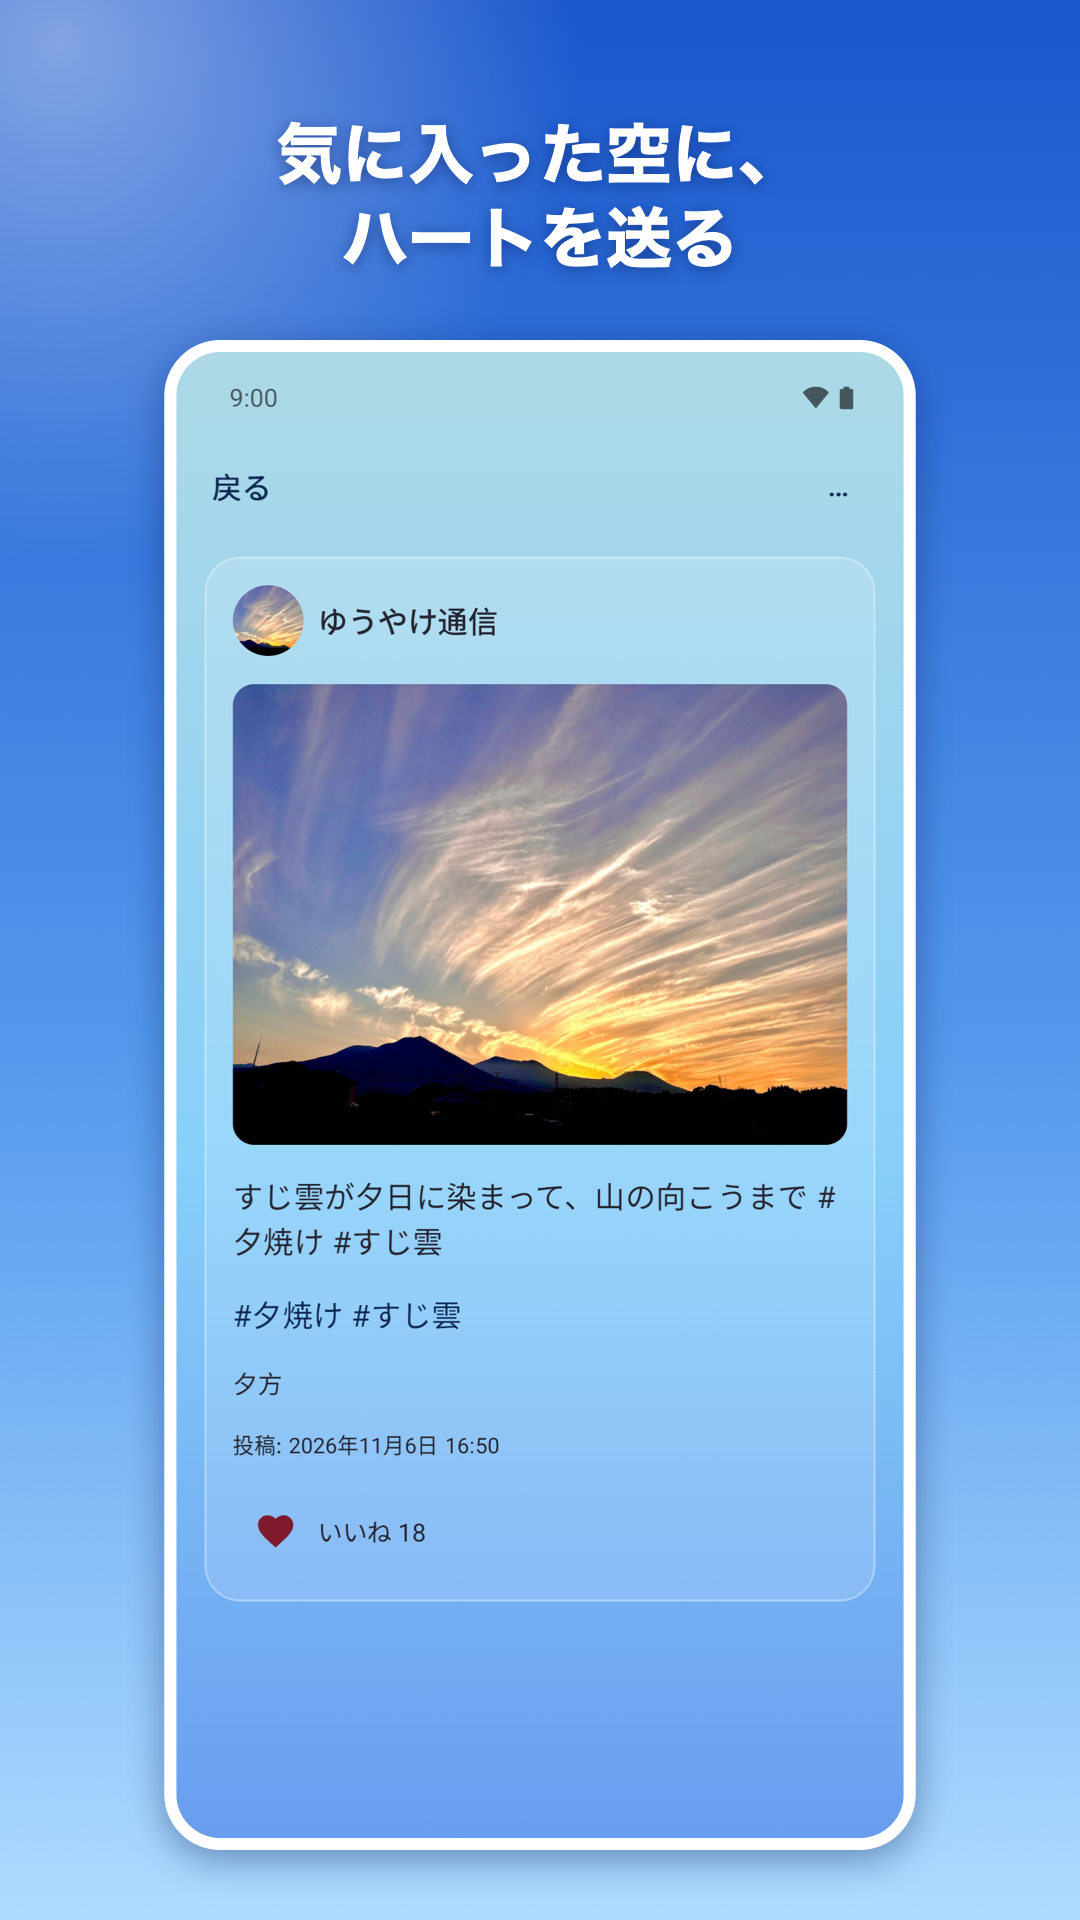 気に入った空に、
ハートを送る
9:00
戻る
…
ゆうやけ通信
すじ雲が夕日に染まって、山の向こうまで #
夕焼け #すじ雲
#夕焼け #すじ雲
夕方
投稿: 2026年11月6日 16:50
いいね 18